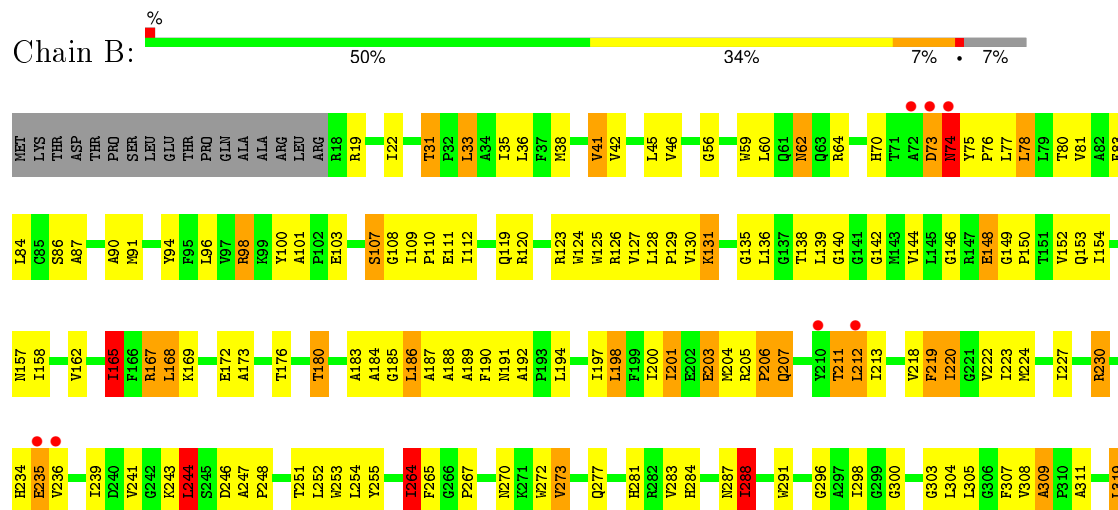 %
Chain B:
50% 34% 7% • 7%
MET LYS THR ASP THR PRO SER LEU GLU THR PRO GLN ALA ALA ARG LEU ARG R18 R19 I22 T31 P32 L33 A34 I35 L36 F37 M38 V41 V42 L45 V46 G56 W59 L60 Q61 N62 Q63 R64 H70 T71 A72 D73 N74 Y75 P76 L77 L78 L79 T80 V81 A82
L84 C85 S86 A87 A90 M91 Y94 F95 L96 V97 R98 K99 Y100 A101 P102 E103 S107 G108 I109 P110 E111 I112 Q119 R120 R123 W124 W125 R126 V127 L128 P129 V130 K131 G135 L136 G137 T138 L139 G140 G141 G142 M143 V144 L145 G146 R147 E148 G149 P150 T151 V152 Q153 I154
N157 I158 V162 I165 F166 R167 L168 K169 E172 A173 T176 T180 A183 A184 G185 L186 A187 A188 A189 F190 N191 A192 P193 L194 I197 L198 F199 I200 I201 E202 E203 M204 R205 P206 Q207 Y210 T211 L212 I213 V218 F219 I220 G221 V222 I223 M224 I227 R230
H234 E235 V236 I239 D240 V241 G242 K243 L244 S245 D246 A247 P248 T251 L252 W253 L254 Y255 I264 F265 G266 P267 N270 K271 W272 V273 Q277 H281 R282 V283 H284 N287 I288 W291 G296 A297 I298 G299 G300 G303 L304 L305 G306 F307 V308 A309 P310 A311